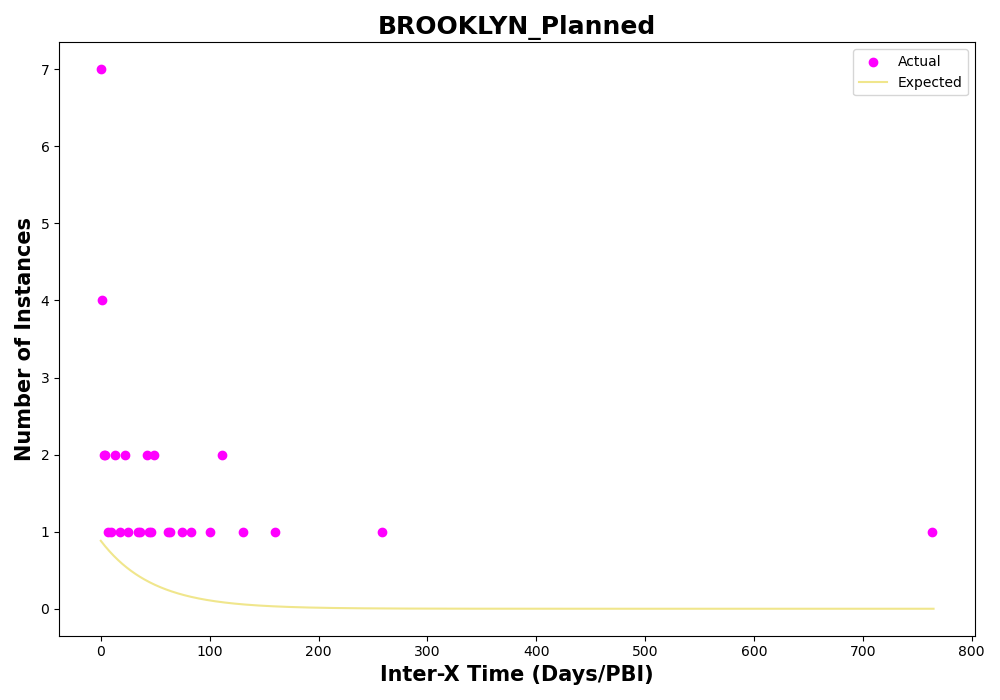 BROOKLYN_Planned
Actual
Expected
7
6
5
4
3
2
1
0
Number of Instances
0 100 200 300 400 500 600 700 800
Inter-X Time (Days/PBI)